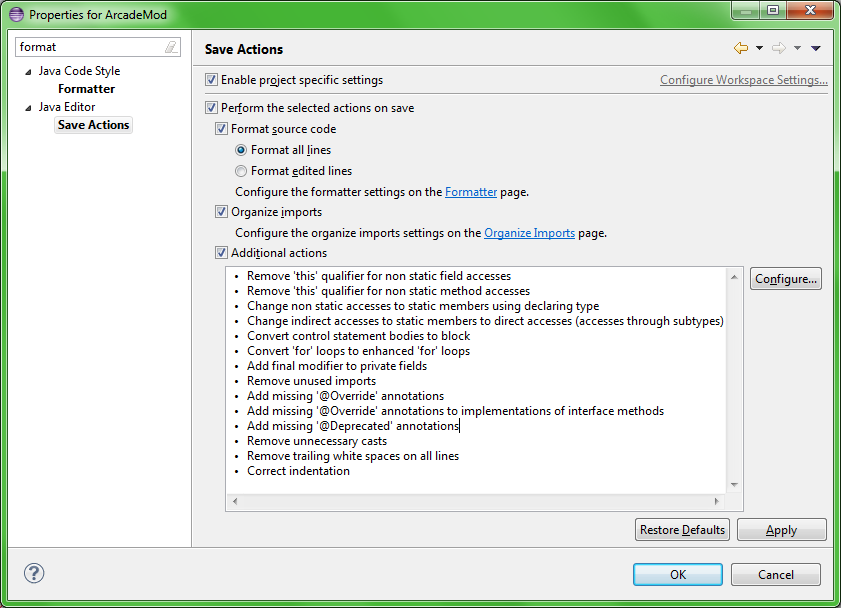 Properties for ArcadeMod
format
Save Actions
Java Code Style
Formatter
Java Editor
Save Actions
Enable project specific settings
Configure Workspace Settings...
Perform the selected actions on save
Format source code
Format all lines
Format edited lines
Configure the formatter settings on the Formatter page.
Organize imports
Configure the organize imports settings on the Organize Imports page.
Additional actions
• Remove 'this' qualifier for non static field accesses
• Remove 'this' qualifier for non static method accesses
• Change non static accesses to static members using declaring type
• Change indirect accesses to static members to direct accesses (accesses through subtypes)
• Convert control statement bodies to block
• Convert 'for' loops to enhanced 'for' loops
• Add final modifier to private fields
• Remove unused imports
• Add missing '@Override' annotations
• Add missing '@Override' annotations to implementations of interface methods
• Add missing '@Deprecated' annotations
• Remove unnecessary casts
• Remove trailing white spaces on all lines
• Correct indentation
Configure...
Restore Defaults
Apply
?
OK
Cancel